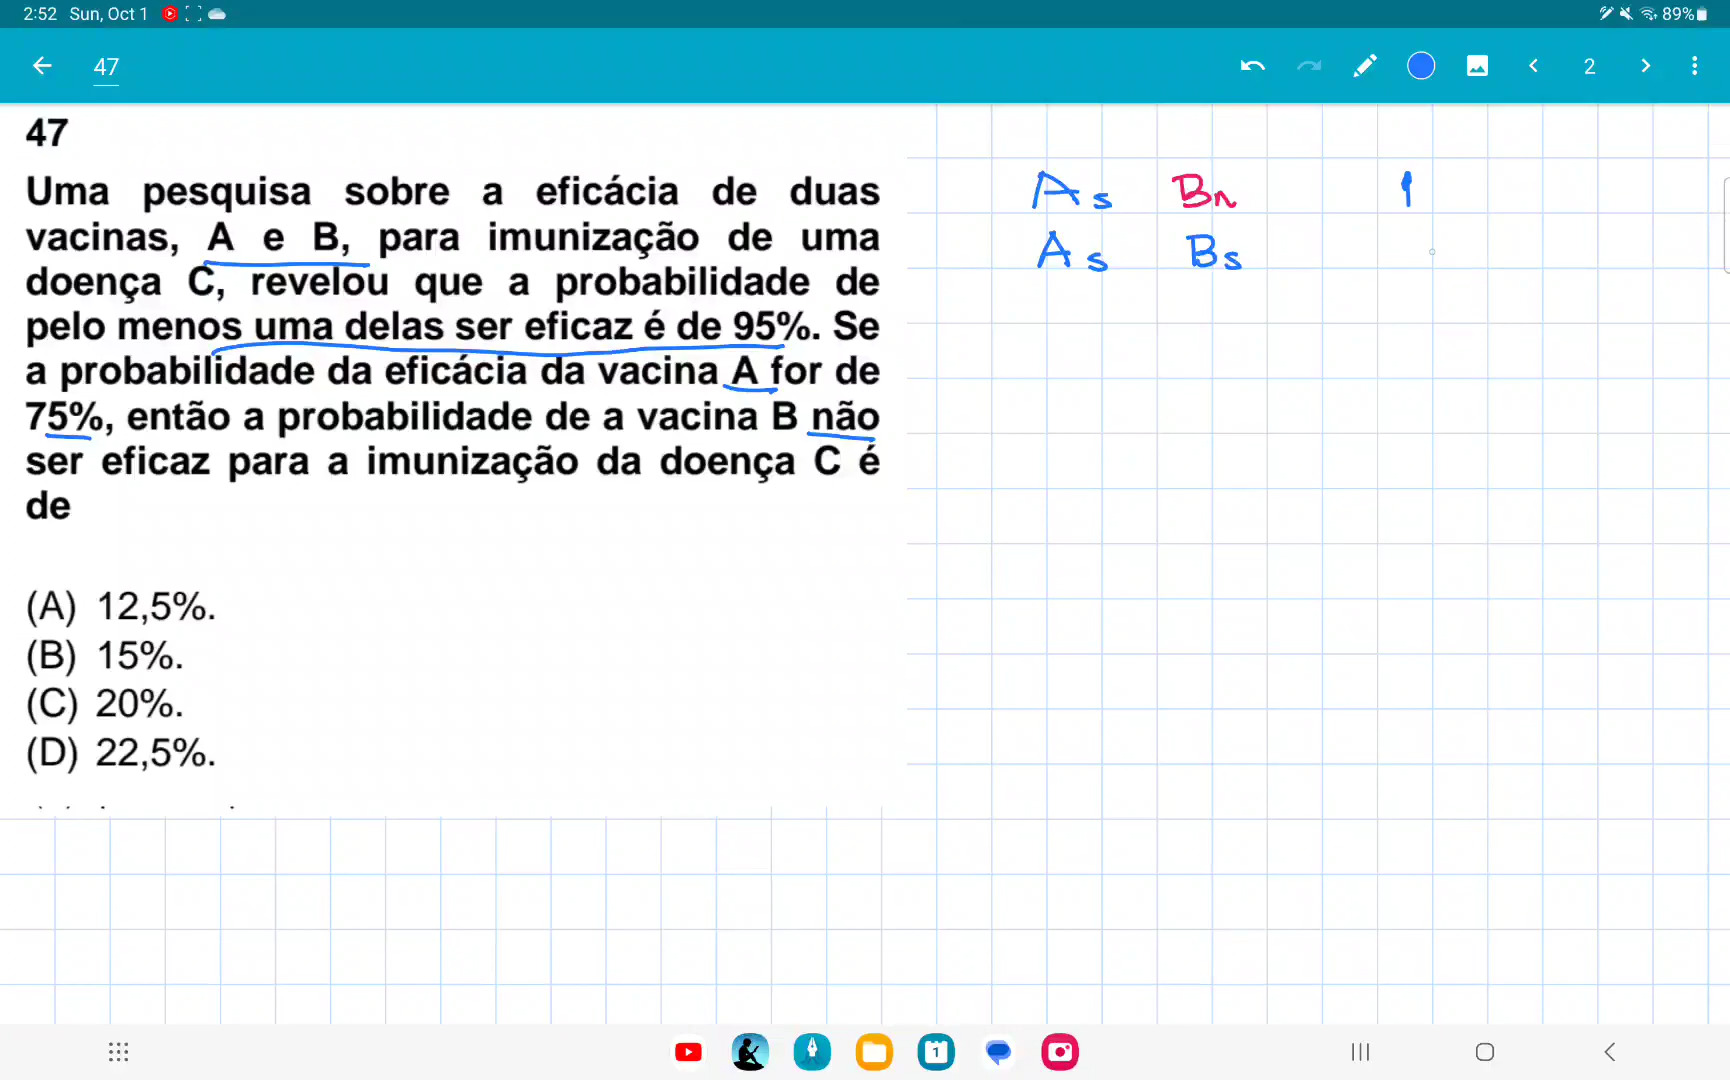 2:52 Sun, Oct 1
89%
47
2
47
Uma pesquisa sobre a eficácia de duas
vacinas, A e B, para imunização de uma
doença C, revelou que a probabilidade de
pelo menos uma delas ser eficaz é de 95%. Se
a probabilidade da eficácia da vacina A for de
75%, então a probabilidade de a vacina B não
ser eficaz para a imunização da doença C é
de
(A) 12,5%.
(B) 15%.
(C) 20%.
(D) 22,5%.
As Bn 1
As Bs
1